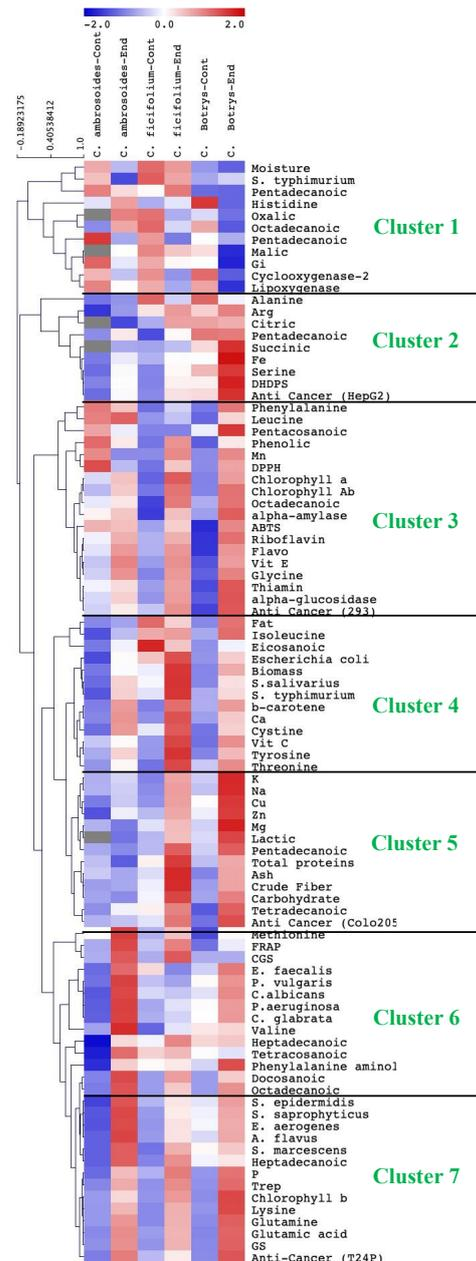 -2.0 0.0 2.0
C. ambrosoides-Cont
C. ambrosoides-End
C. ficifolium-Cont
C. ficifolium-End
C. Botrys-Cont
C. Botrys-End
-0.18923175
0.40538412
1.0
Moisture
S. typhimurium
Pentadecanoic
Histidine
Oxalic
Octadecanoic
Pentadecanoic
Malic
Gi
Cyclooxygenase-2
Lipoxygenase
Cluster 1
Alanine
Arg
Citric
Pentadecanoic
Succinic
Fe
Serine
DHDPS
Anti Cancer (HepG2)
Cluster 2
Phenylalanine
Leucine
Pentacosanoic
Phenolic
Mn
DPPH
Chlorophyll a
Chlorophyll Ab
Octadecanoic
alpha-amylase
ABTS
Riboflavin
Flavo
Vit E
Glycine
Thiamin
alpha-glucosidase
Anti Cancer (293)
Cluster 3
Fat
Isoleucine
Eicosanoic
Escherichia coli
Biomass
S.salivarius
S. typhimurium
b-carotene
Ca
Cystine
Vit C
Tyrosine
Threonine
Cluster 4
K
Na
Cu
Zn
Mg
Lactic
Pentadecanoic
Total proteins
Ash
Crude Fiber
Carbohydrate
Tetradecanoic
Anti Cancer (Colo205
Cluster 5
Methionine
FRAP
CGS
E. faecalis
P. vulgaris
C.albicans
P.aeruginosa
C. glabrata
Valine
Heptadecanoic
Tetracosanoic
Phenylalanine aminol
Docosanoic
Octadecanoic
Cluster 6
S. epidermidis
S. saprophyticus
E. aerogenes
A. flavus
S. marcescens
Heptadecanoic
P
Trep
Chlorophyll b
Lysine
Glutamine
Glutamic acid
GS
Anti-Cancer (T24P)
Cluster 7